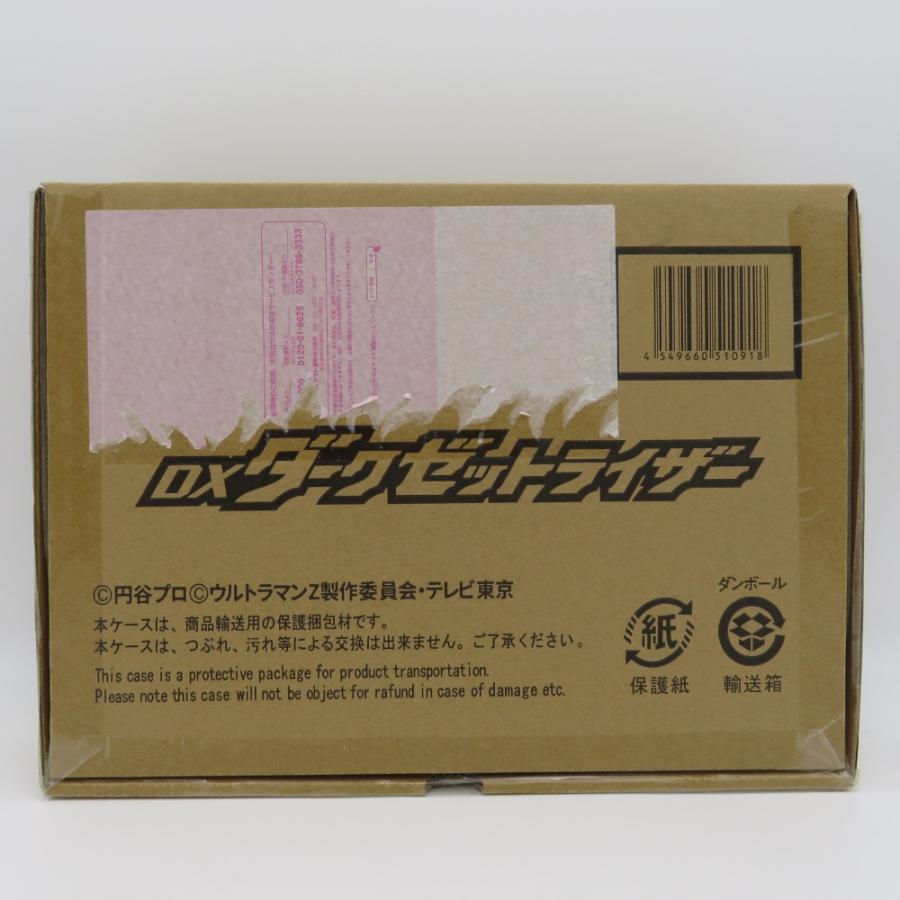 050-3786-3333
0120-01-9625
4 549660 510918
DXダークゼットライザー
©円谷プロ©ウルトラマンZ製作委員会・テレビ東京
本ケースは、商品輸送用の保護梱包材です。
本ケースは、つぶれ、汚れ等による交換は出来ません。ご了承ください。
This case is a protective package for product transportation.
Please note this case will not be object for rafund in case of damage etc.
紙
保護紙
ダンボール
輸送箱